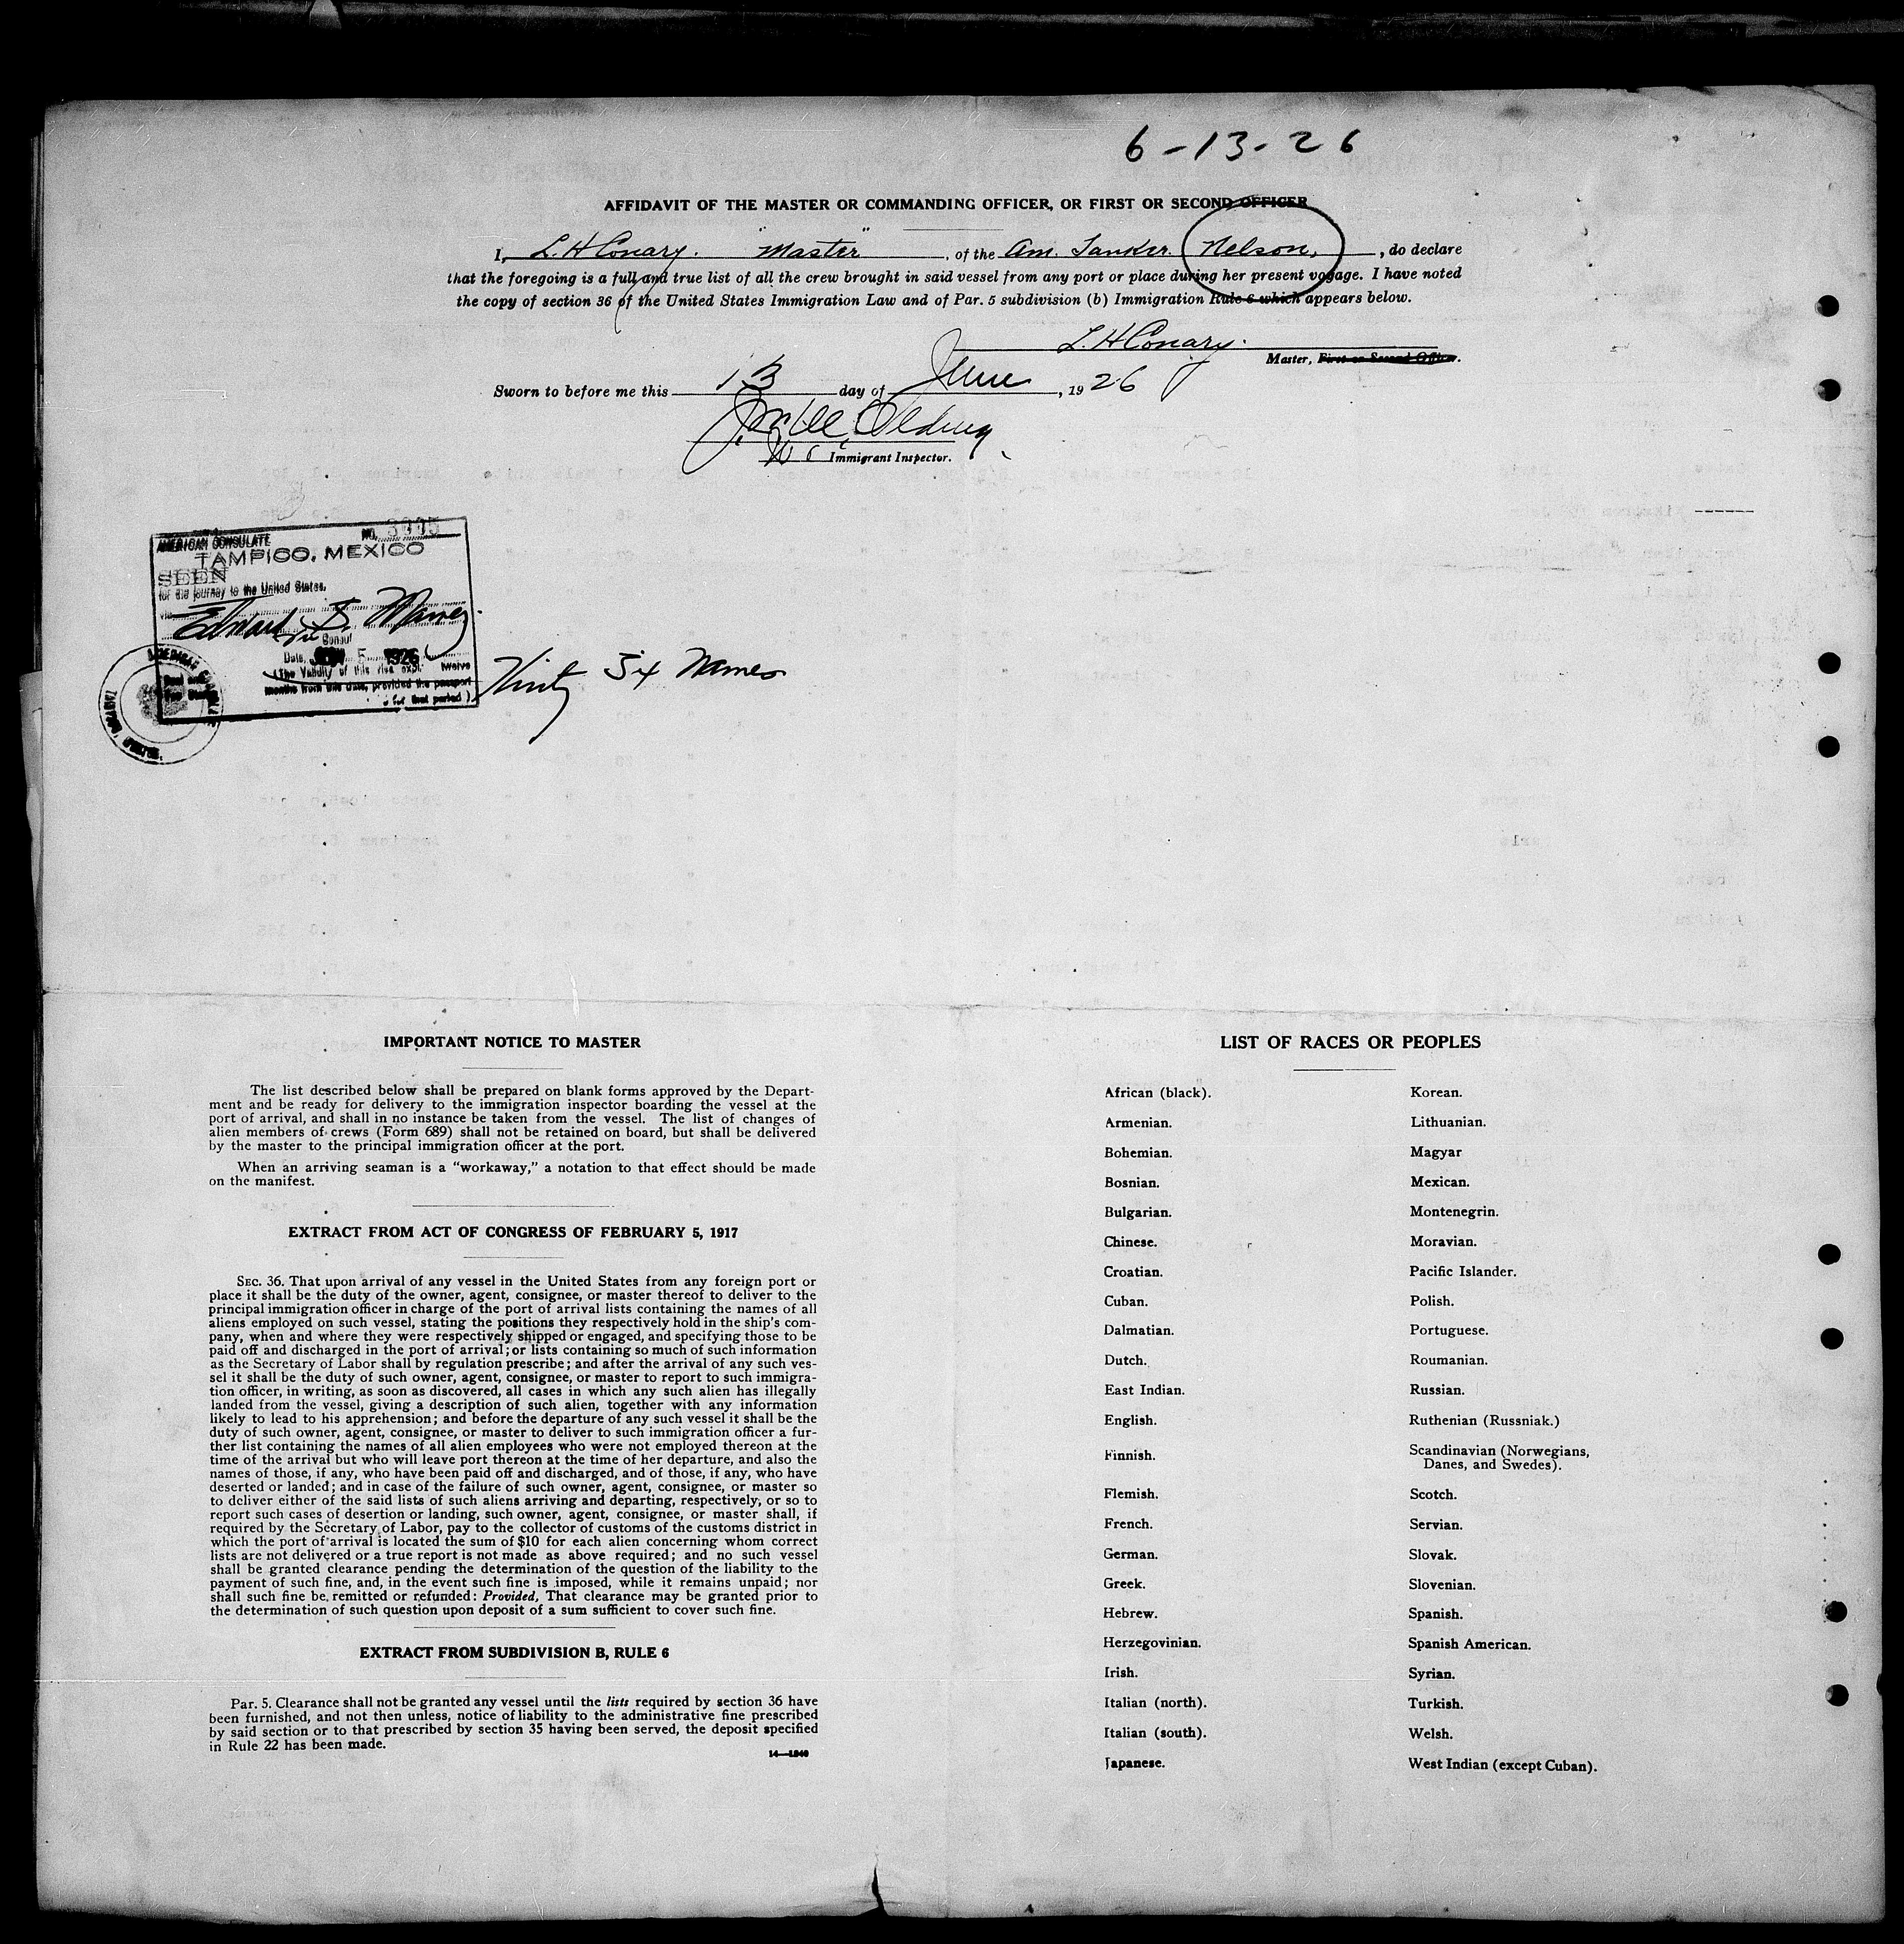 6-13-26
AFFIDAVIT OF THE MASTER OR COMMANDING OFFICER, OR FIRST OR SECOND OFFICER
I, L. H Conary. "Master" , of the Am. Tanker. Nelson, , do declare
that the foregoing is a full and true list of all the crew brought in said vessel from any port or place during her present voyage. I have noted
the copy of section 36 of the United States Immigration Law and of Par. 5 subdivision (b) Immigration Rule 6 which appears below.
L. H Conary.
Master, First or Second Officer.
Sworn to before me this 13 day of June , 1926
Immigrant Inspector.
AMERICAN CONSULATE NO.
TAMPICO, MEXICO
SEEN
for the journey to the United States,
via
Edward S. Maney
Consul
Date, 5 1926
(The Validity of this visa twelve
months from this date, provided the passport
for that period)
Thirty Six Names
IMPORTANT NOTICE TO MASTER
The list described below shall be prepared on blank forms approved by the Depart-
ment and be ready for delivery to the immigration inspector boarding the vessel at the
port of arrival, and shall in no instance be taken from the vessel. The list of changes of
alien members of crews (Form 689) shall not be retained on board, but shall be delivered
by the master to the principal immigration officer at the port.
When an arriving seaman is a "workaway," a notation to that effect should be made
on the manifest.
EXTRACT FROM ACT OF CONGRESS OF FEBRUARY 5, 1917
SEC. 36. That upon arrival of any vessel in the United States from any foreign port or
place it shall be the duty of the owner, agent, consignee, or master thereof to deliver to the
principal immigration officer in charge of the port of arrival lists containing the names of all
aliens employed on such vessel, stating the positions they respectively hold in the ship's com-
pany, when and where they were respectively shipped or engaged, and specifying those to be
paid off and discharged in the port of arrival; or lists containing so much of such information
as the Secretary of Labor shall by regulation prescribe; and after the arrival of any such ves-
sel it shall be the duty of such owner, agent, consignee, or master to report to such immigra-
tion officer, in writing, as soon as discovered, all cases in which any such alien has illegally
landed from the vessel, giving a description of such alien, together with any information
likely to lead to his apprehension; and before the departure of any such vessel it shall be the
duty of such owner, agent, consignee, or master to deliver to such immigration officer a fur-
ther list containing the names of all alien employees who were not employed thereon at the
time of the arrival but who will leave port thereon at the time of her departure, and also the
names of those, if any, who have been paid off and discharged, and of those, if any, who have
deserted or landed; and in case of the failure of such owner, agent, consignee, or master so
to deliver either of the said lists of such aliens arriving and departing, respectively, or so to
report such cases of desertion or landing, such owner, agent, consignee, or master shall, if
required by the Secretary of Labor, pay to the collector of customs of the customs district in
which the port of arrival is located the sum of $10 for each alien concerning whom correct
lists are not delivered or a true report is not made as above required; and no such vessel
shall be granted clearance pending the determination of the question of the liability to the
payment of such fine, and, in the event such fine is imposed, while it remains unpaid; nor
shall such fine be remitted or refunded: Provided, That clearance may be granted prior to
the determination of such question upon deposit of a sum sufficient to cover such fine.
EXTRACT FROM SUBDIVISION B, RULE 6
Par. 5. Clearance shall not be granted any vessel until the lists required by section 36 have
been furnished, and not then unless, notice of liability to the administrative fine prescribed
by said section or to that prescribed by section 35 having been served, the deposit specified
in Rule 22 has been made.
14—1240
LIST OF RACES OR PEOPLES
African (black).
Armenian.
Bohemian.
Bosnian.
Bulgarian.
Chinese.
Croatian.
Cuban.
Dalmatian.
Dutch.
East Indian.
English.
Finnish.
Flemish.
French.
German.
Greek.
Hebrew.
Herzegovinian.
Irish.
Italian (north).
Italian (south).
Japanese.
Korean.
Lithuanian.
Magyar
Mexican.
Montenegrin.
Moravian.
Pacific Islander.
Polish.
Portuguese.
Roumanian.
Russian.
Ruthenian (Russniak.)
Scandinavian (Norwegians,
Danes, and Swedes).
Scotch.
Servian.
Slovak.
Slovenian.
Spanish.
Spanish American.
Syrian.
Turkish.
Welsh.
West Indian (except Cuban).